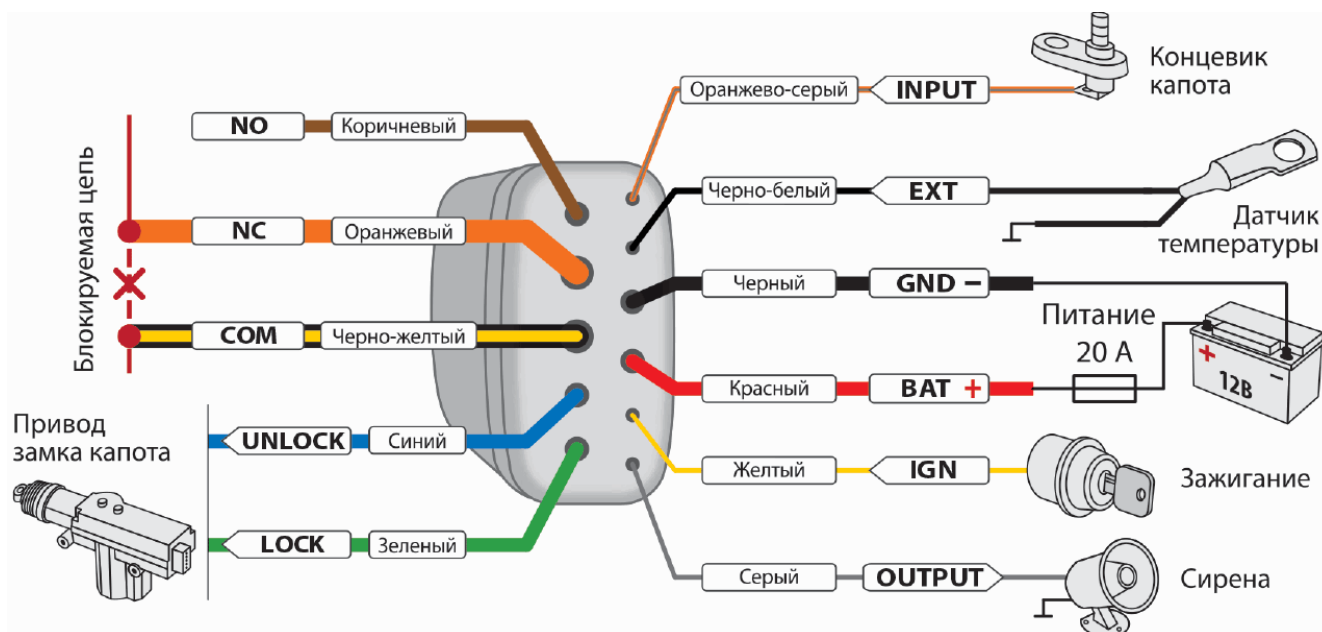 Блокируемая цепь
NO
Коричневый
NC
Оранжевый
COM
Черно-желтый
Привод
замка капота
UNLOCK
Синий
LOCK
Зеленый
Оранжево-серый
INPUT
Концевик
капота
Черно-белый
EXT
Датчик
температуры
Черный
GND –
Питание
20 А
Красный
BAT +
+
–
12В
Желтый
IGN
Зажигание
Серый
OUTPUT
Сирена